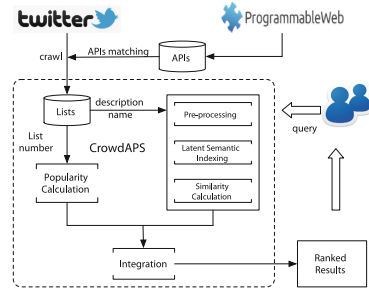 twitter
ProgrammableWeb
crawl
APIs matching
APIs
Lists
description
name
Pre-processing
query
List
number
CrowdAPS
Latent Semantic
Indexing
Popularity
Calculation
Similarity
Calculation
Integration
Ranked
Results